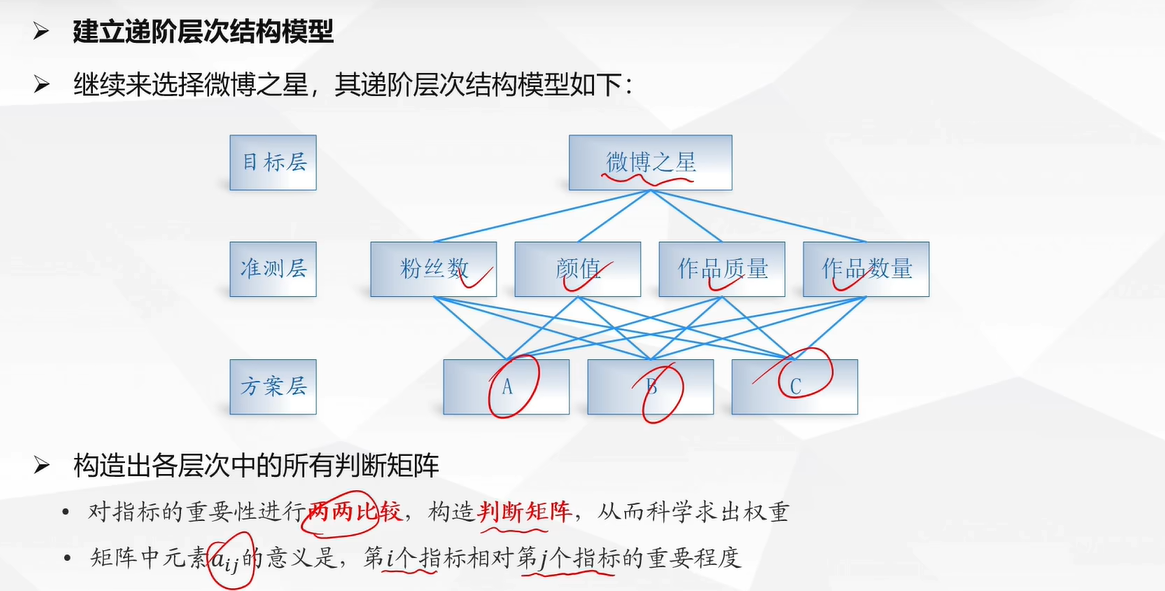 建立递阶层次结构模型
继续来选择微博之星，其递阶层次结构模型如下：
目标层 微博之星
准测层 粉丝数 颜值 作品质量 作品数量
方案层 A B C
构造出各层次中的所有判断矩阵
• 对指标的重要性进行两两比较，构造判断矩阵，从而科学求出权重
• 矩阵中元素aij的意义是，第i个指标相对第j个指标的重要程度